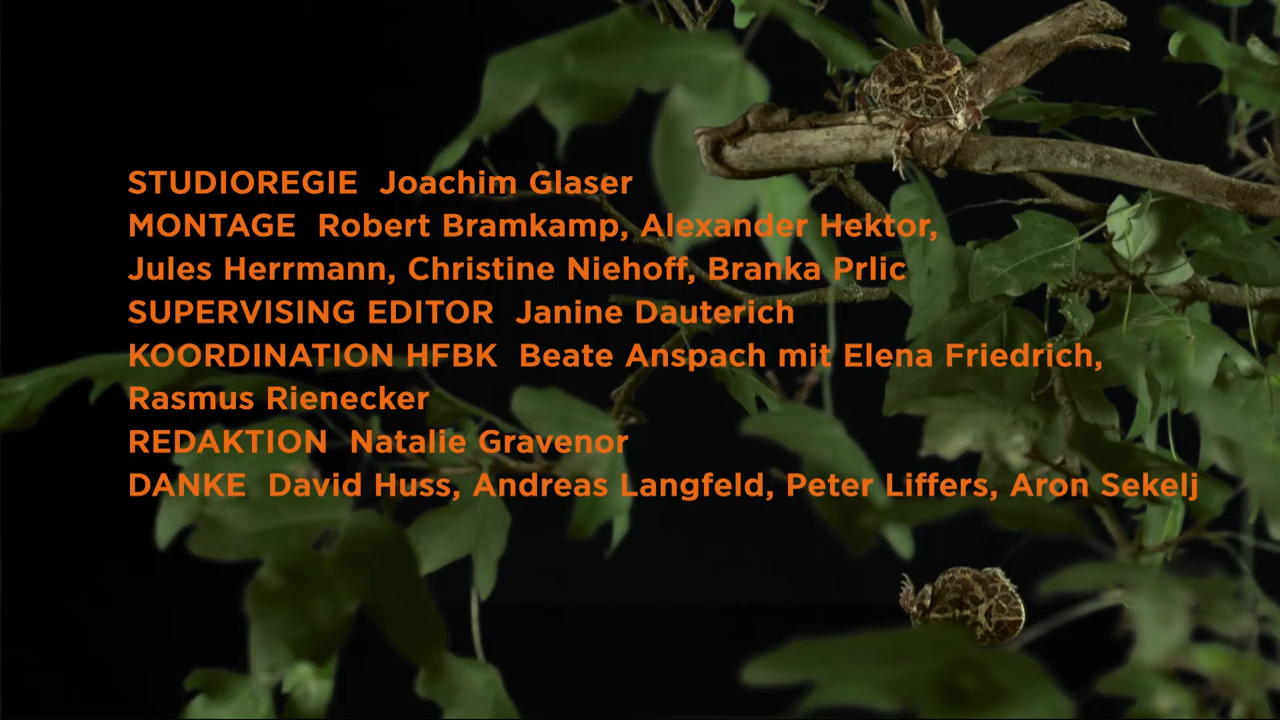 STUDIOREGIE Joachim Glaser
MONTAGE Robert Bramkamp, Alexander Hektor,
Jules Herrmann, Christine Niehoff, Branka Prlic
SUPERVISING EDITOR Janine Dauterich
KOORDINATION HFBK Beate Anspach mit Elena Friedrich,
Rasmus Rienecker
REDAKTION Natalie Gravenor
DANKE David Huss, Andreas Langfeld, Peter Liffers, Aron Sekelj